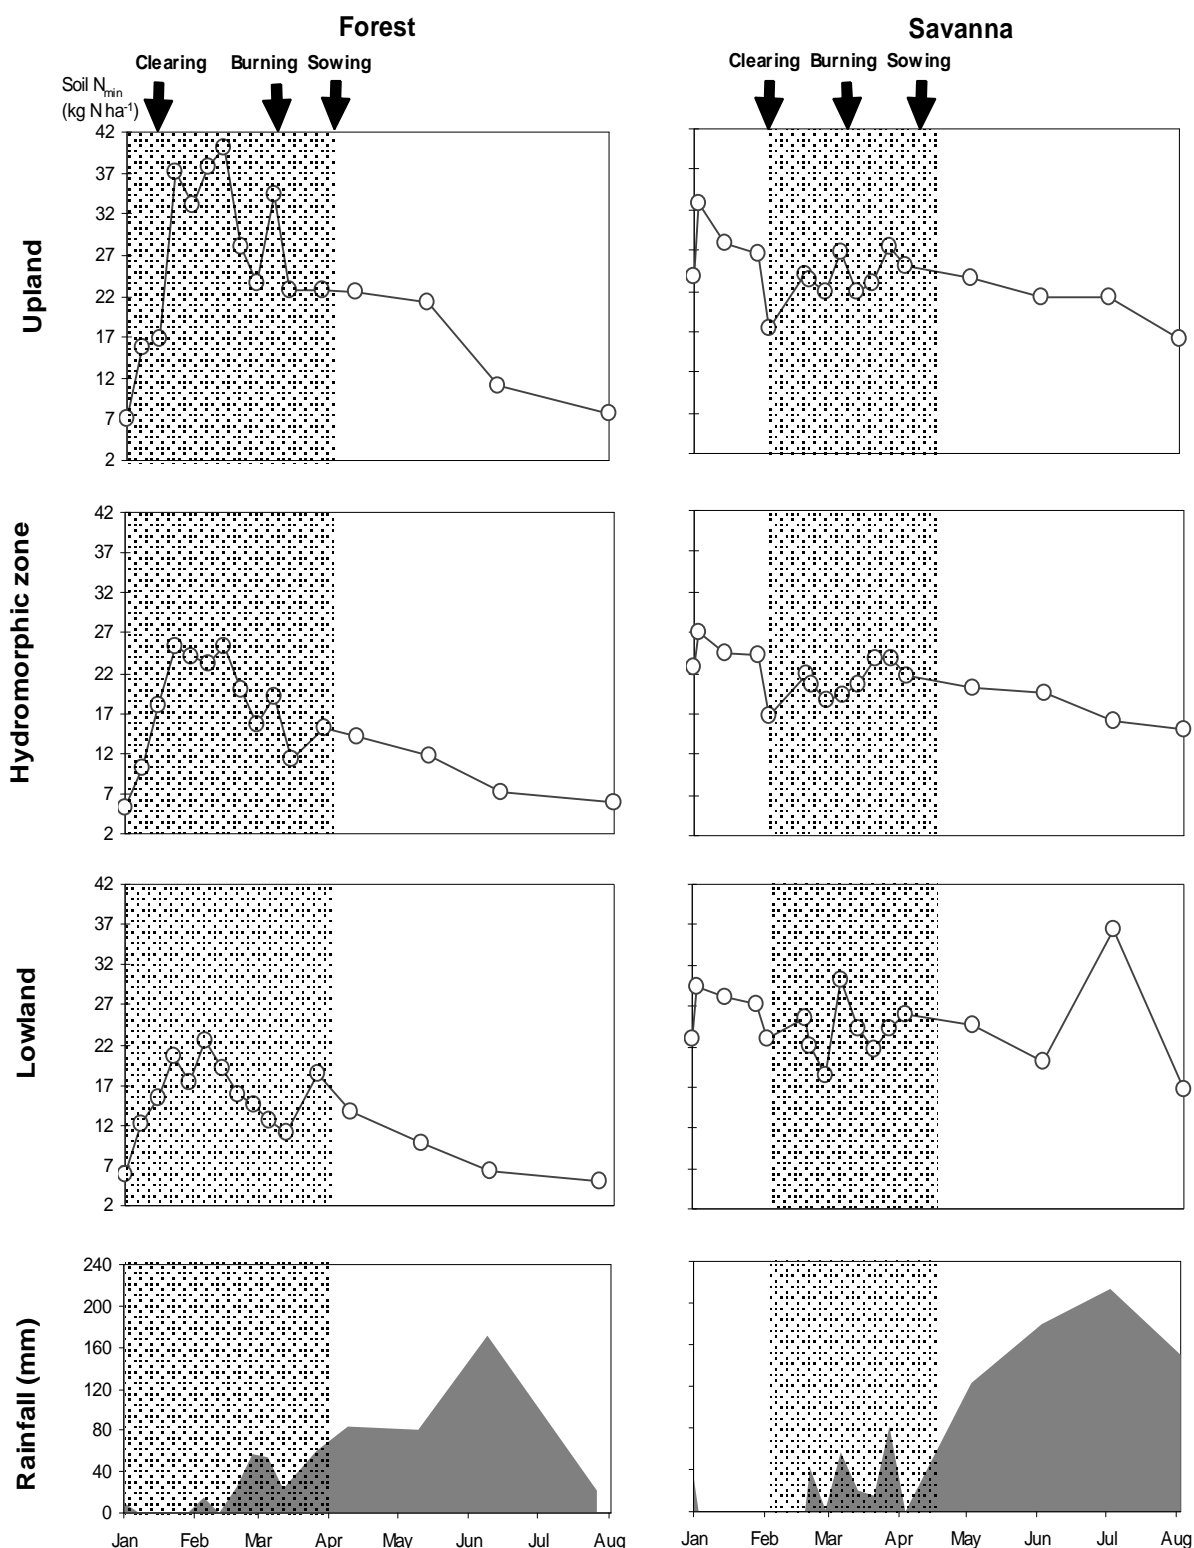 Forest
Savanna
Clearing Burning Sowing
Clearing Burning Sowing
Soil Nmin
(kg N ha-1)
Upland
42
37
32
27
22
17
12
7
2
Hydromorphic zone
42
37
32
27
22
17
12
7
2
Lowland
42
37
32
27
22
17
12
7
2
Rainfall (mm)
240
200
160
120
80
40
0
Jan Feb Mar Apr May Jun Jul Aug
Jan Feb Mar Apr May Jun Jul Aug